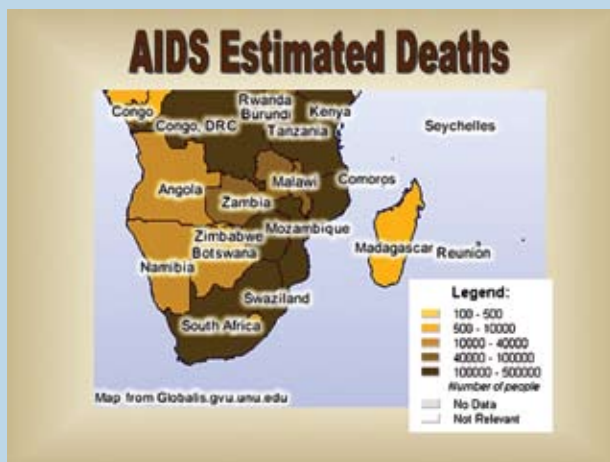 AIDS Estimated Deaths
Congo
Rwanda
Burundi
Kenya
Congo, DRC
Tanzania
Seychelles
Angola
Malawi
Comoros
Zambia
Zimbabwe
Mozambique
Botswana
Madagascar
Reunion
Namibia
Swaziland
South Africa
Legend:
100 - 500
500 - 10000
10000 - 40000
40000 - 100000
100000 - 500000
Number of people
No Data
Not Relevant
Map from Globalis.gvu.unu.edu